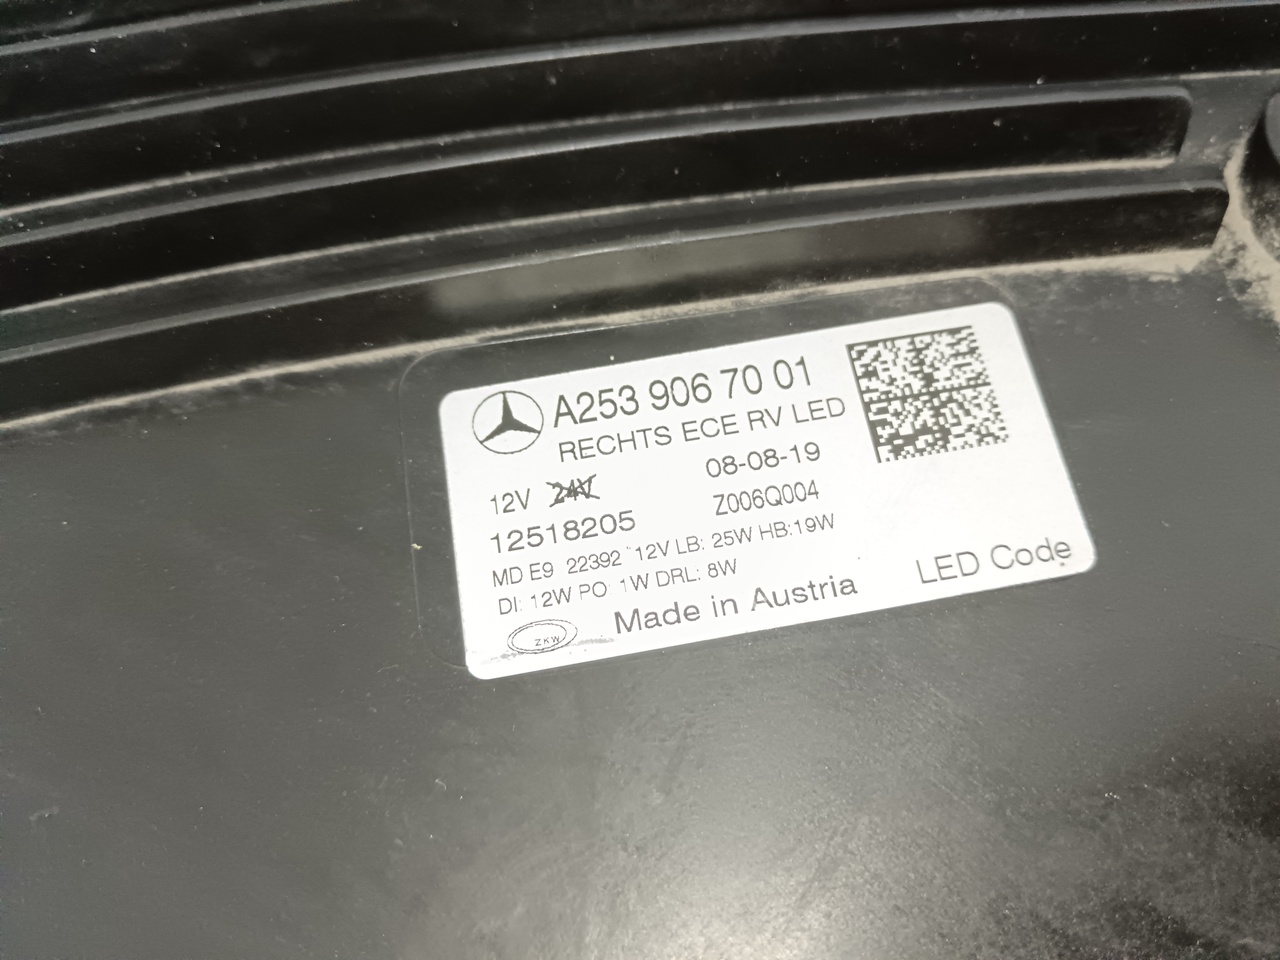 A253 906 70 01
RECHTS ECE RV LED
12V 24V
08-08-19
12518205
Z006Q004
MD E9 22392 12V LB: 25W HB:19W
DI: 12W PO: 1W DRL: 8W
ZKW
Made in Austria
LED Code